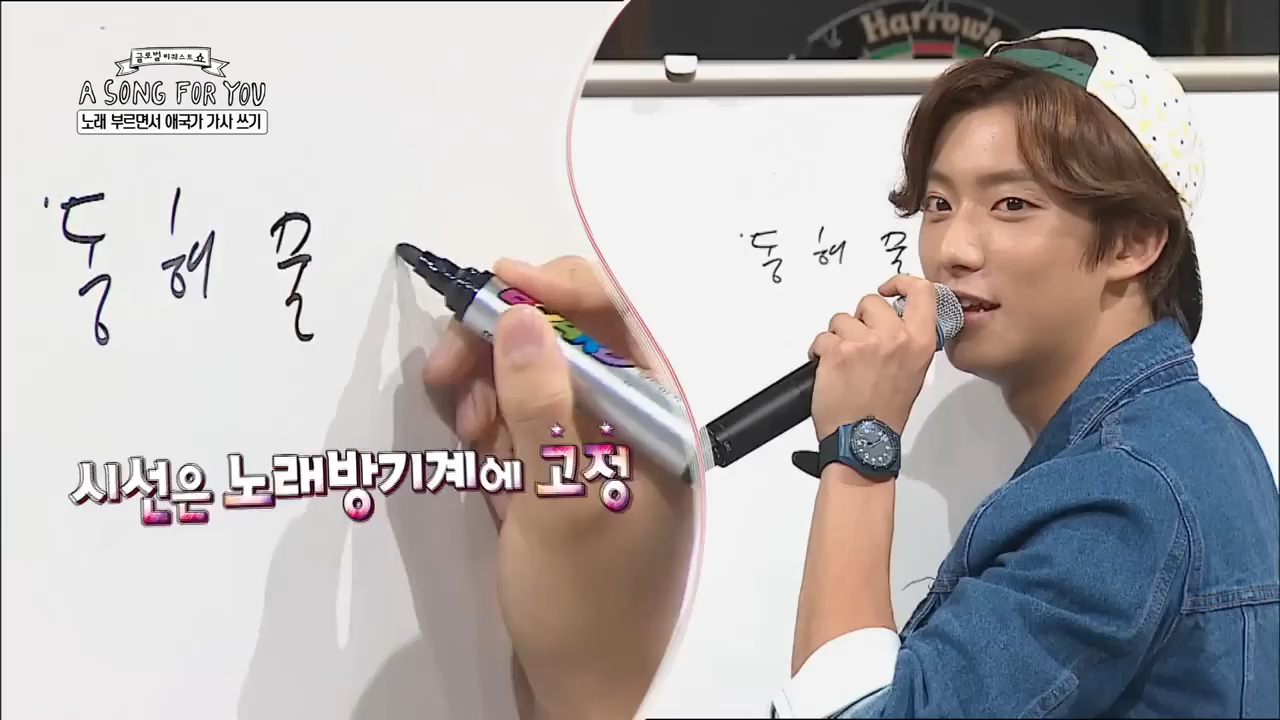 글로벌 리퀘스트 쇼
A SONG FOR YOU
노래 부르면서 애국가 가사 쓰기
Harrows
동해물
동해물
시선은 노래방기계에 고정